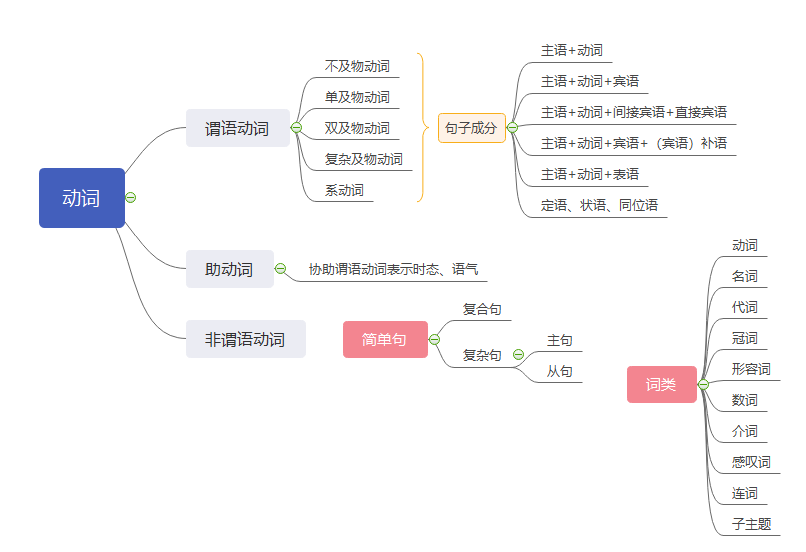 动词
谓语动词
不及物动词
单及物动词
双及物动词
复杂及物动词
系动词
句子成分
主语+动词
主语+动词+宾语
主语+动词+间接宾语+直接宾语
主语+动词+宾语+（宾语）补语
主语+动词+表语
定语、状语、同位语
助动词
协助谓语动词表示时态、语气
非谓语动词
简单句
复合句
复杂句
主句
从句
词类
动词
名词
代词
冠词
形容词
数词
介词
感叹词
连词
子主题